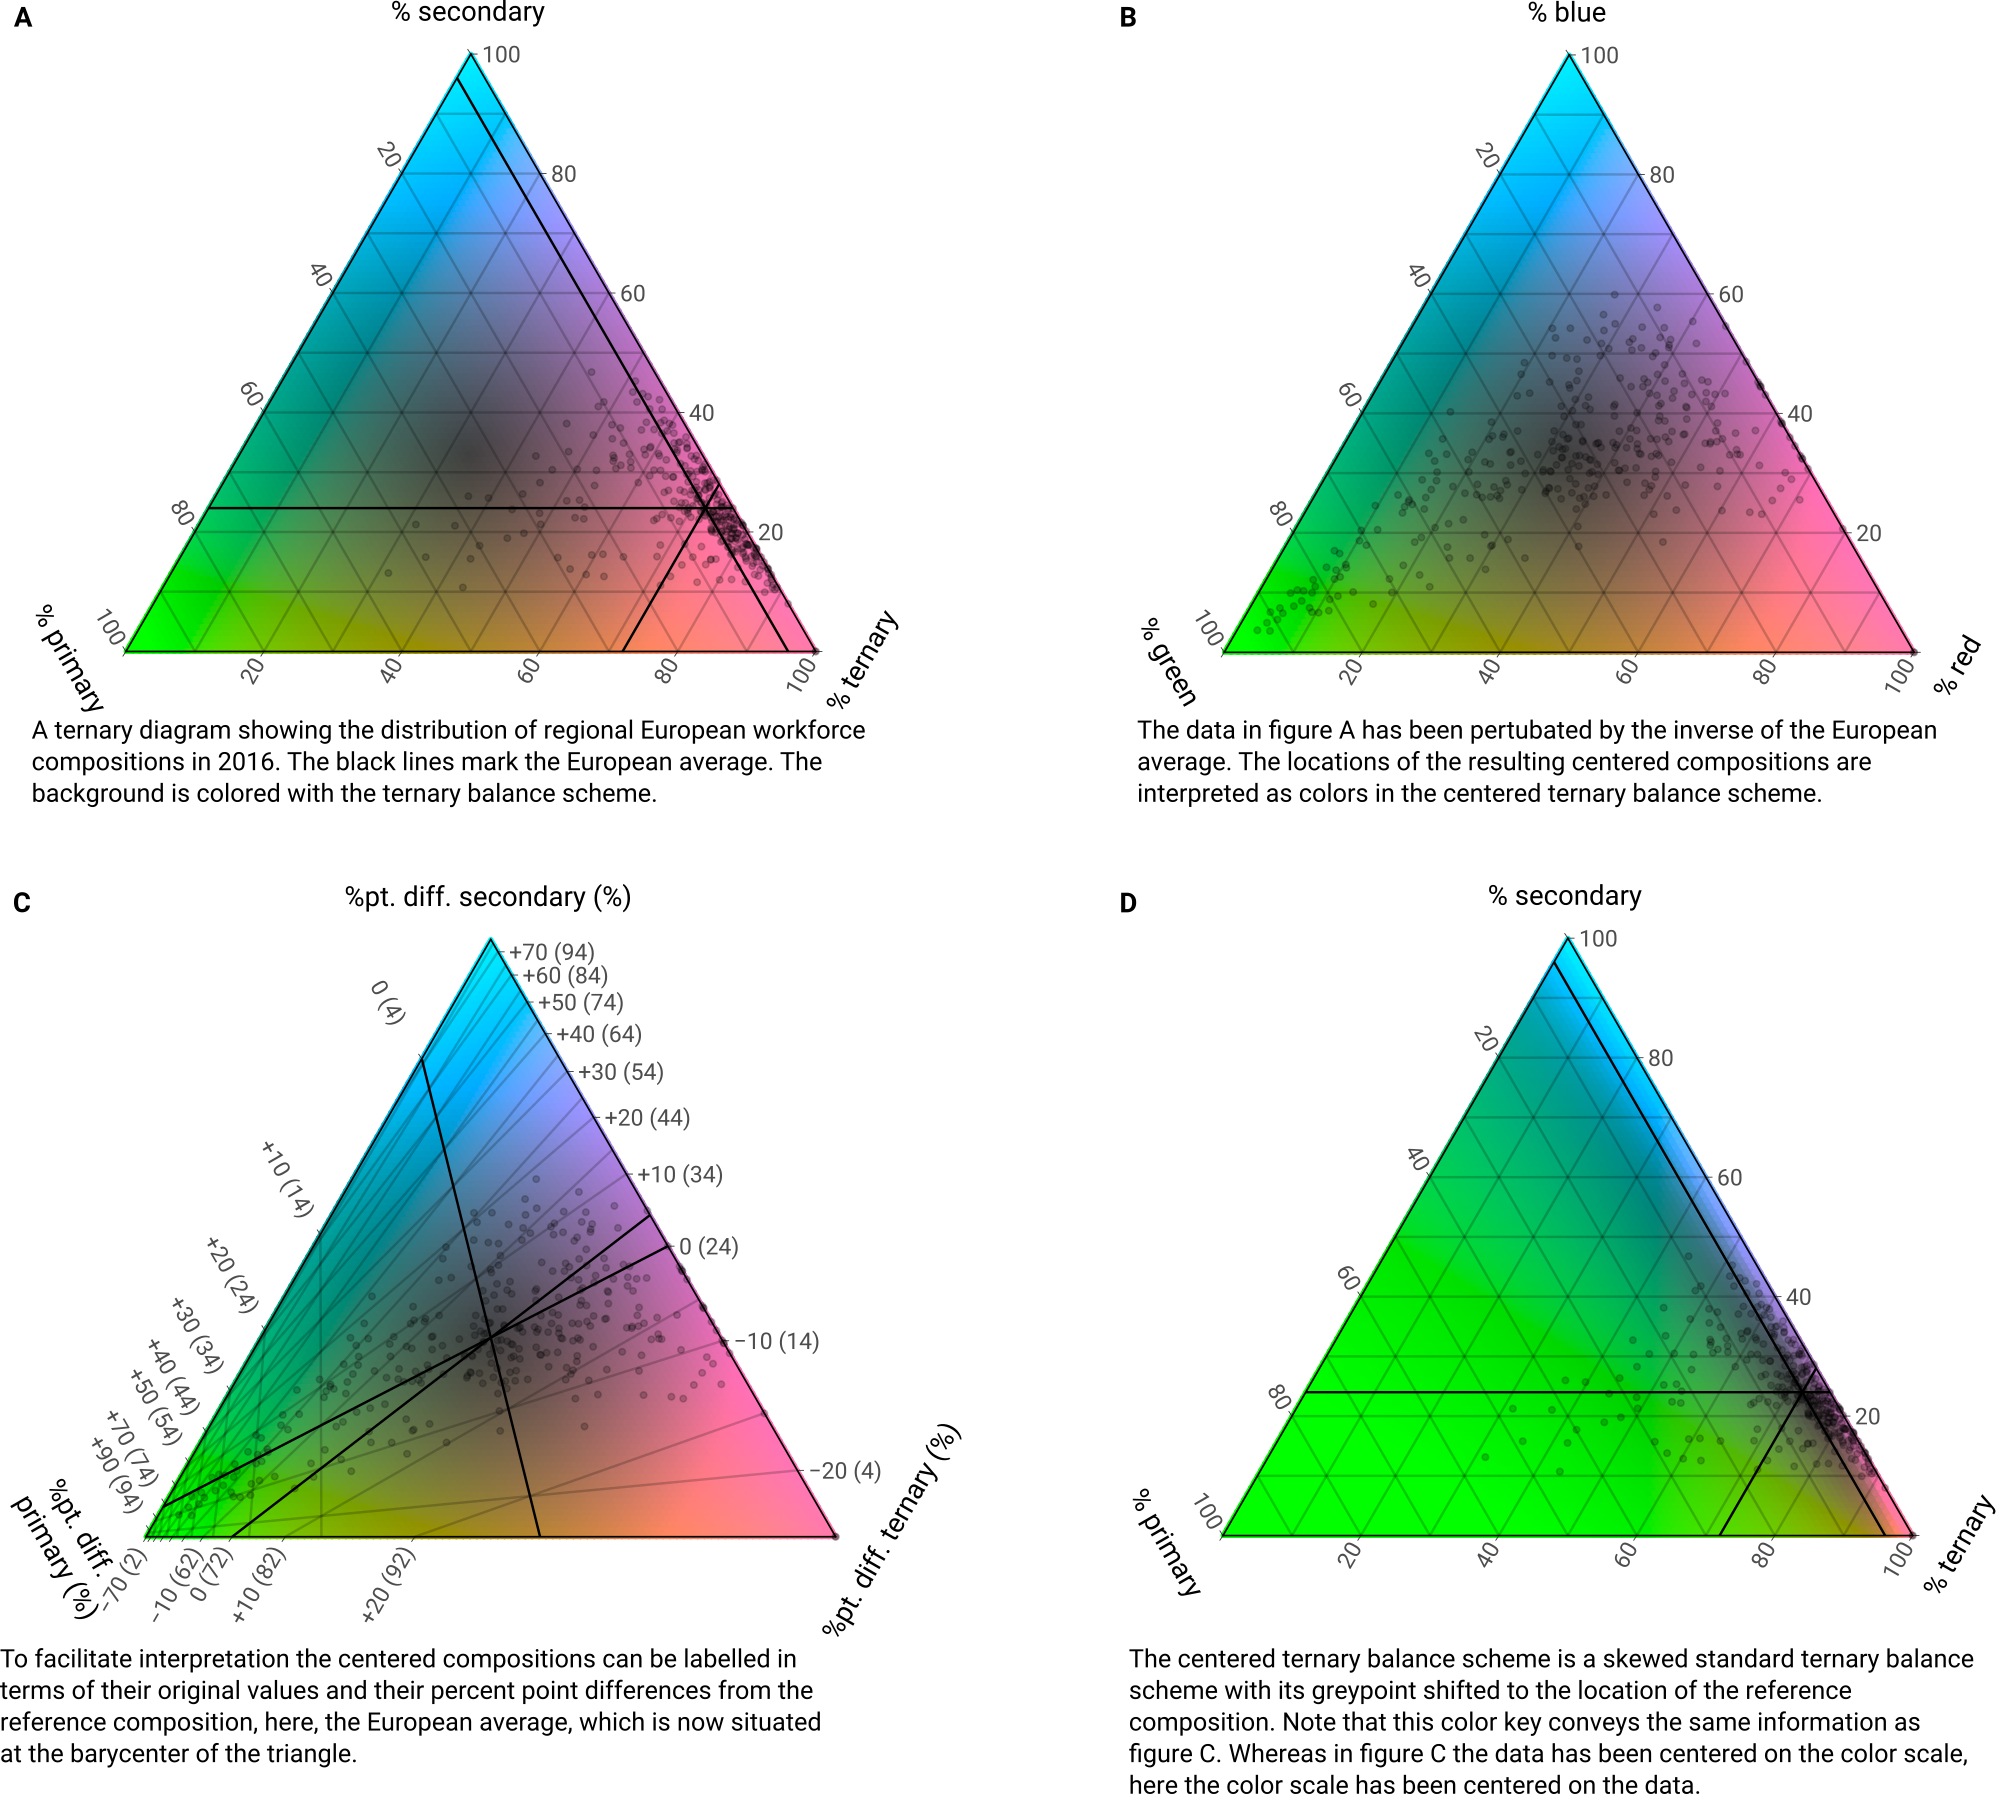 A
% secondary
100
80
60
40
20
20
40
60
80
100
20
40
60
80
100
% primary
% ternary
A ternary diagram showing the distribution of regional European workforce
compositions in 2016. The black lines mark the European average. The
background is colored with the ternary balance scheme.
B
% blue
100
80
60
40
20
20
40
60
80
100
20
40
60
80
100
% green
% red
The data in figure A has been pertubated by the inverse of the European
average. The locations of the resulting centered compositions are
interpreted as colors in the centered ternary balance scheme.
C
%pt. diff. secondary (%)
+70 (94)
+60 (84)
+50 (74)
+40 (64)
+30 (54)
+20 (44)
+10 (34)
0 (24)
−10 (14)
−20 (4)
0 (4)
+10 (14)
+20 (24)
+30 (34)
+40 (44)
+50 (54)
+70 (74)
+90 (94)
−70 (2)
−10 (62)
0 (72)
+10 (82)
+20 (92)
%pt. diff.
primary (%)
%pt. diff. ternary (%)
To facilitate interpretation the centered compositions can be labelled in
terms of their original values and their percent point differences from the
reference composition, here, the European average, which is now situated
at the barycenter of the triangle.
D
% secondary
100
80
60
40
20
20
40
60
80
100
20
40
60
80
100
% primary
% ternary
The centered ternary balance scheme is a skewed standard ternary balance
scheme with its greypoint shifted to the location of the reference
composition. Note that this color key conveys the same information as
figure C. Whereas in figure C the data has been centered on the color scale,
here the color scale has been centered on the data.